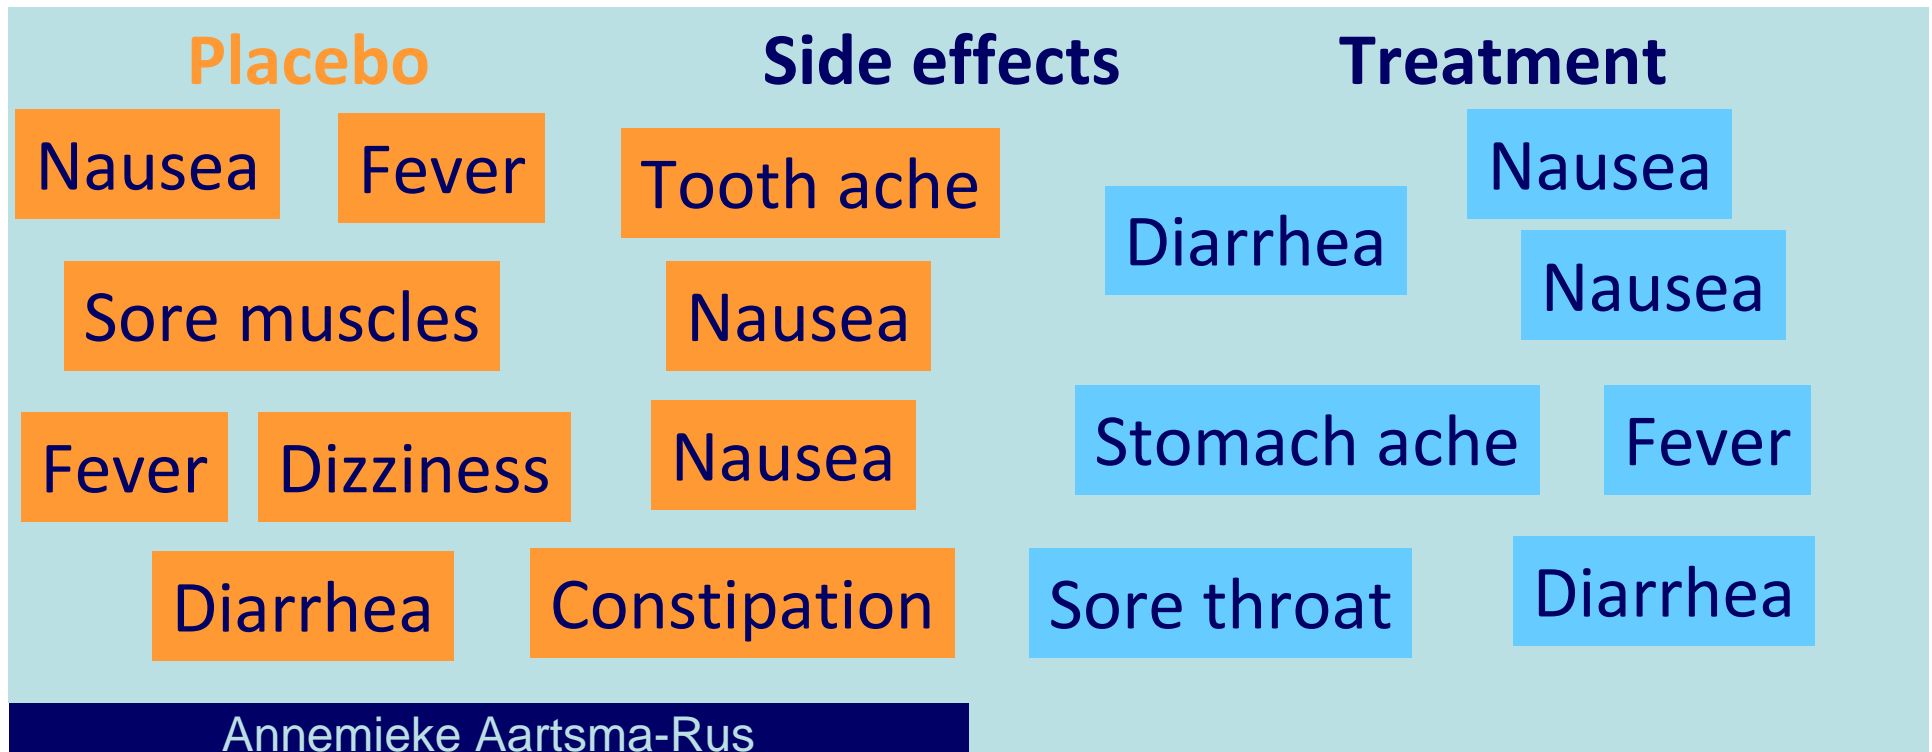 Placebo
Side effects
Treatment
Nausea
Fever
Tooth ache
Sore muscles
Nausea
Fever
Dizziness
Nausea
Diarrhea
Constipation
Nausea
Diarrhea
Nausea
Stomach ache
Fever
Sore throat
Diarrhea
Annemieke Aartsma-Rus